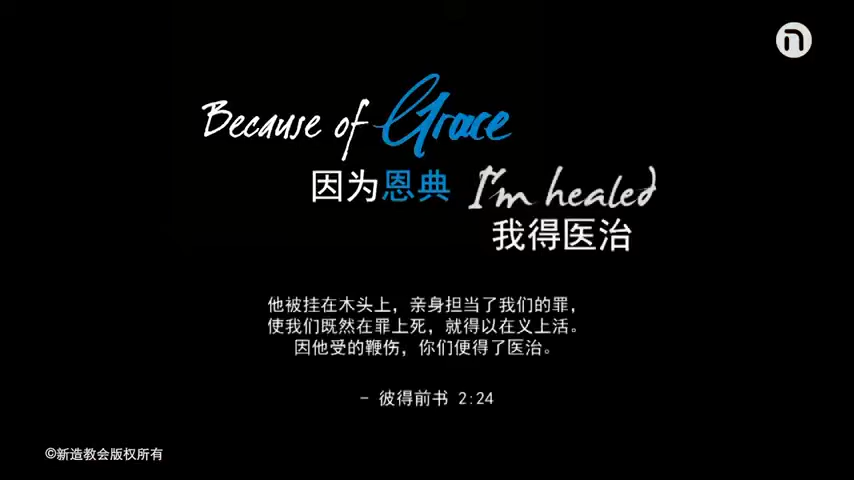 Because of Grace
因为恩典
I'm healed
我得医治
他被挂在木头上，亲身担当了我们的罪，
使我们既然在罪上死，就得以在义上活。
因他受的鞭伤，你们便得了医治。
- 彼得前书 2:24
©新造教会版权所有